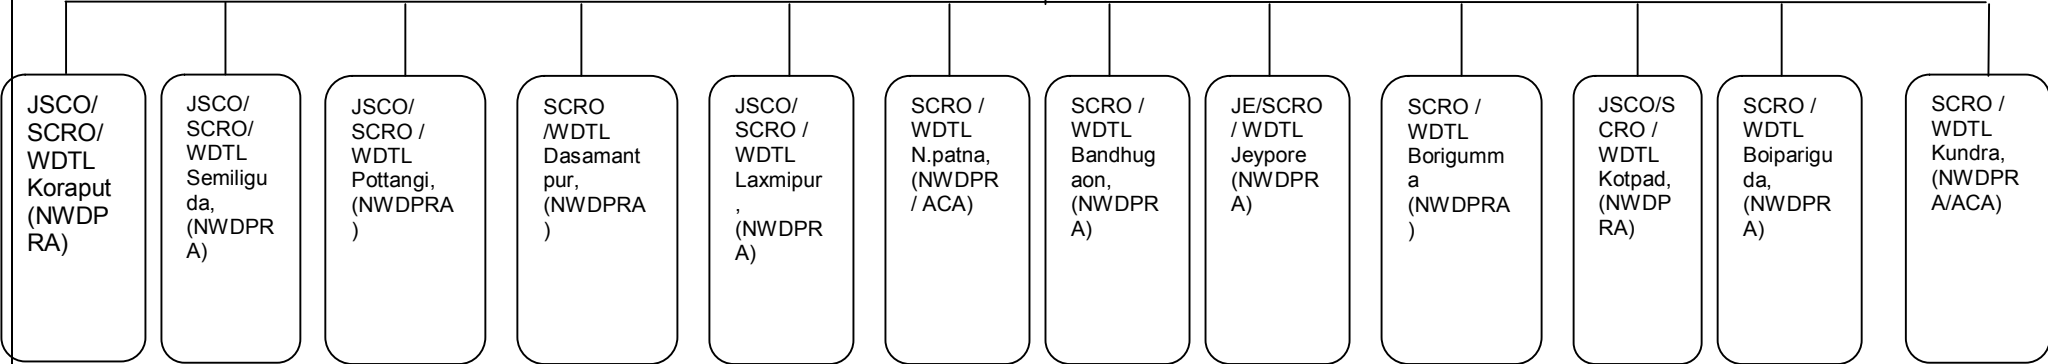 JSCO/
SCRO/
WDTL
Koraput
(NWDP
RA)
JSCO/
SCRO/
WDTL
Semiligu
da,
(NWDPR
A)
JSCO/
SCRO /
WDTL
Pottangi,
(NWDPRA
)
SCRO
/WDTL
Dasamant
pur,
(NWDPRA
)
JSCO/
SCRO /
WDTL
Laxmipur
,
(NWDPR
A)
SCRO /
WDTL
N.patna,
(NWDPR
/ ACA)
SCRO /
WDTL
Bandhug
aon,
(NWDPR
A)
JE/SCRO
/ WDTL
Jeypore
(NWDPR
A)
SCRO /
WDTL
Borigumm
a
(NWDPRA
)
JSCO/S
CRO /
WDTL
Kotpad,
(NWDP
RA)
SCRO /
WDTL
Boiparigu
da,
(NWDPR
A)
SCRO /
WDTL
Kundra,
(NWDPR
A/ACA)